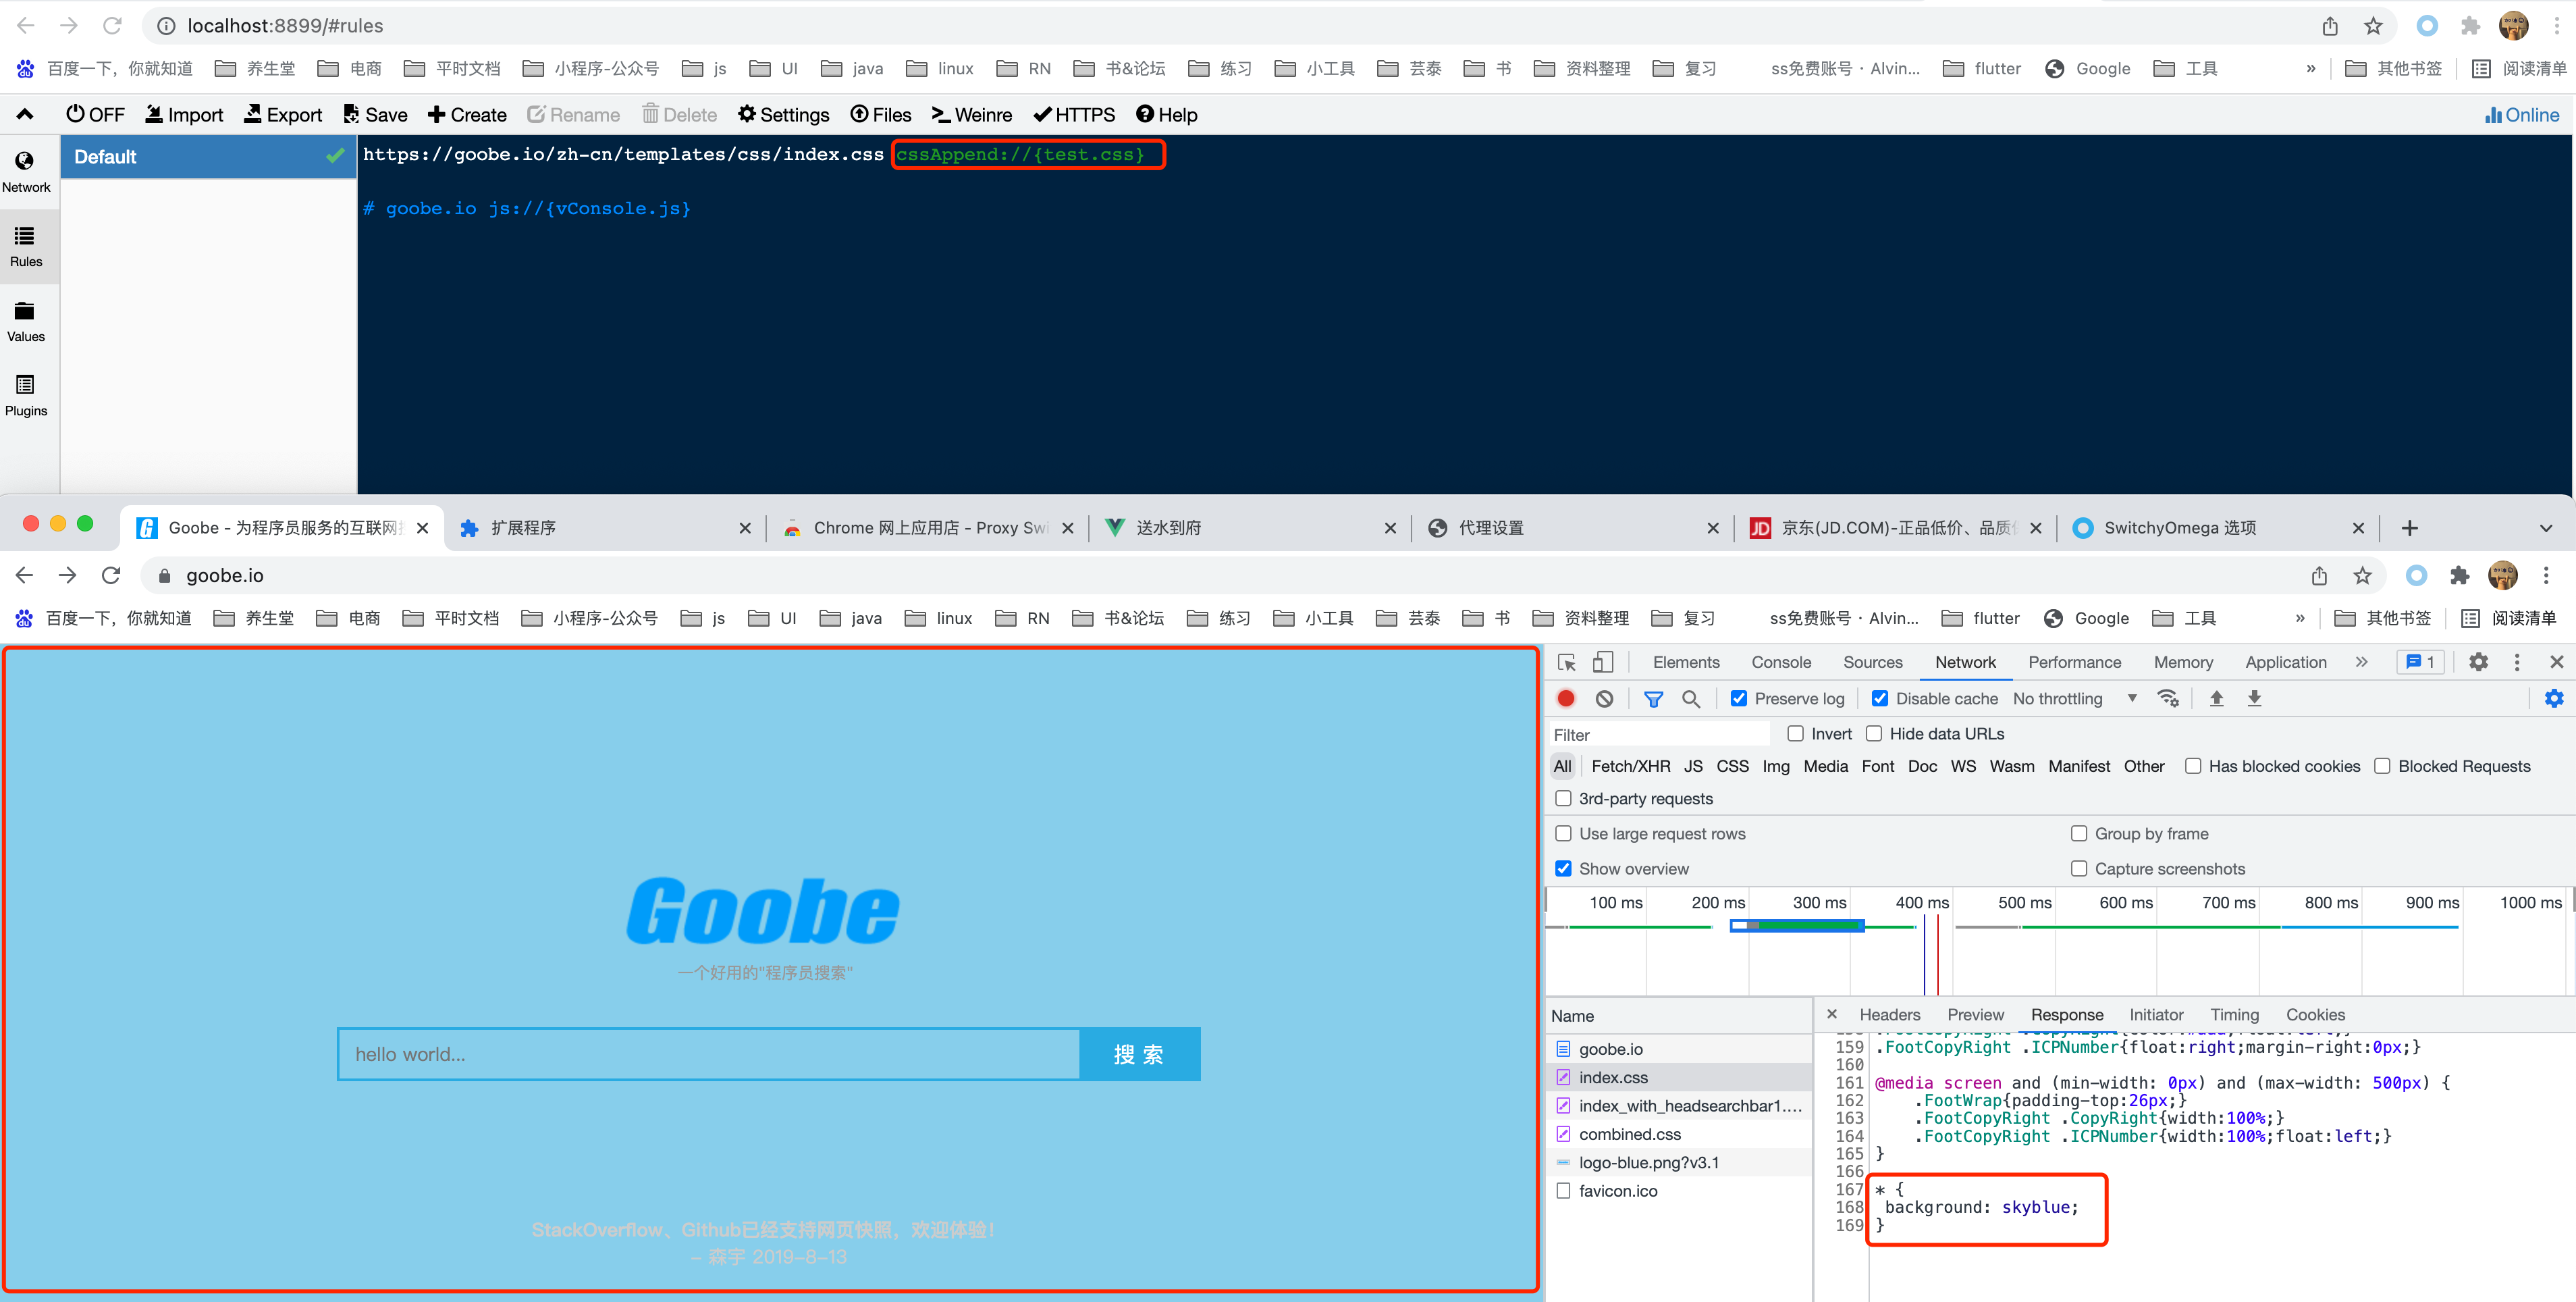 localhost:8899/#rules
百度一下，你就知道 养生堂 电商 平时文档 小程序-公众号 js UI java linux RN 书&论坛 练习 小工具 芸泰 书 资料整理 复习 ss免费账号 · Alvin... flutter Google 工具 » 其他书签 阅读清单
OFF Import Export Save Create Rename Delete Settings Files Weinre HTTPS Help Online
Network
Rules
Values
Plugins
Default
https://goobe.io/zh-cn/templates/css/index.css cssAppend://{test.css}
# goobe.io js://{vConsole.js}
Goobe - 为程序员服务的互联网 扩展程序 Chrome 网上应用店 - Proxy Swi 送水到府 代理设置 京东(JD.COM)-正品低价、品质 SwitchyOmega 选项
goobe.io
百度一下，你就知道 养生堂 电商 平时文档 小程序-公众号 js UI java linux RN 书&论坛 练习 小工具 芸泰 书 资料整理 复习 ss免费账号 · Alvin... flutter Google 工具 » 其他书签 阅读清单
Goobe
一个好用的"程序员搜索"
hello world...
搜 索
StackOverflow、Github已经支持网页快照，欢迎体验!
- 森宇 2019-8-13
Elements Console Sources Network Performance Memory Application » 1
Preserve log Disable cache No throttling
Filter Invert Hide data URLs
All Fetch/XHR JS CSS Img Media Font Doc WS Wasm Manifest Other Has blocked cookies Blocked Requests
3rd-party requests
Use large request rows Group by frame
Show overview Capture screenshots
100 ms 200 ms 300 ms 400 ms 500 ms 600 ms 700 ms 800 ms 900 ms 1000 ms
Name
goobe.io
index.css
index_with_headsearchbar1....
combined.css
logo-blue.png?v3.1
favicon.ico
Headers Preview Response Initiator Timing Cookies
159 .FootCopyRight .ICPNumber{float:right;margin-right:0px;}
160
161 @media screen and (min-width: 0px) and (max-width: 500px) {
162 .FootWrap{padding-top:26px;}
163 .FootCopyRight .CopyRight{width:100%;}
164 .FootCopyRight .ICPNumber{width:100%;float:left;}
165 }
166
167 * {
168 background: skyblue;
169 }